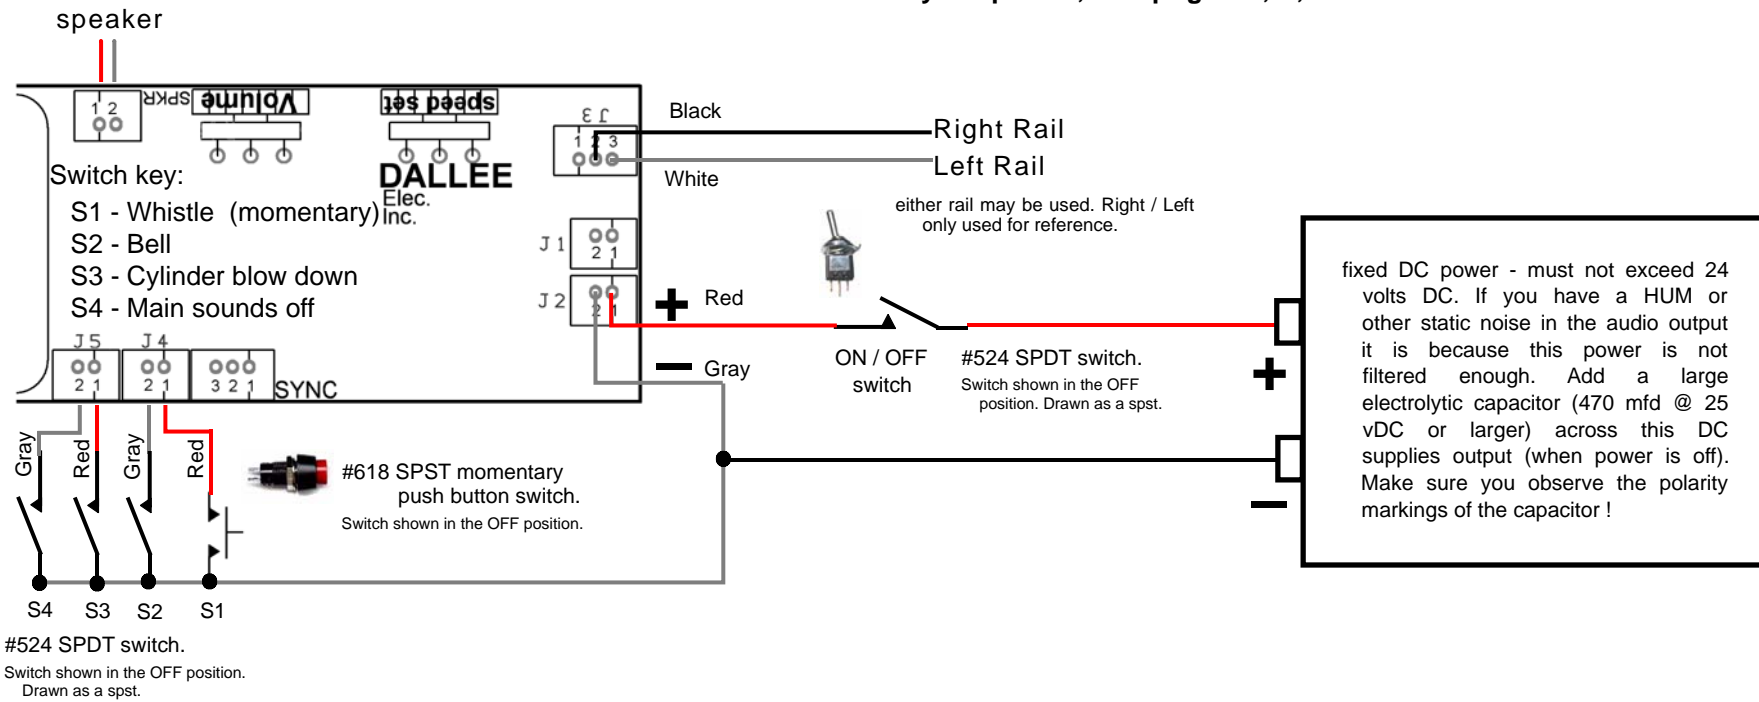 speaker
1 2
SPKR
Volume
speed set
J 3
1 2 3
Black
Right Rail
Left Rail
White
either rail may be used. Right / Left
only used for reference.
Switch key:
S1 - Whistle (momentary)
S2 - Bell
S3 - Cylinder blow down
S4 - Main sounds off
DALLEE
Elec.
Inc.
J 1
2 1
J 2
2 1
+ Red
- Gray
ON / OFF
switch
#524 SPDT switch.
Switch shown in the OFF
position. Drawn as a spst.
+
-
fixed DC power - must not exceed 24
volts DC. If you have a HUM or
other static noise in the audio output
it is because this power is not
filtered enough. Add a large
electrolytic capacitor (470 mfd @ 25
vDC or larger) across this DC
supplies output (when power is off).
Make sure you observe the polarity
markings of the capacitor !
J 5
J 4
2 1
2 1
3 2 1
SYNC
Gray
Red
Gray
Red
#618 SPST momentary
push button switch.
Switch shown in the OFF position.
S4
S3
S2
S1
#524 SPDT switch.
Switch shown in the OFF position.
Drawn as a spst.